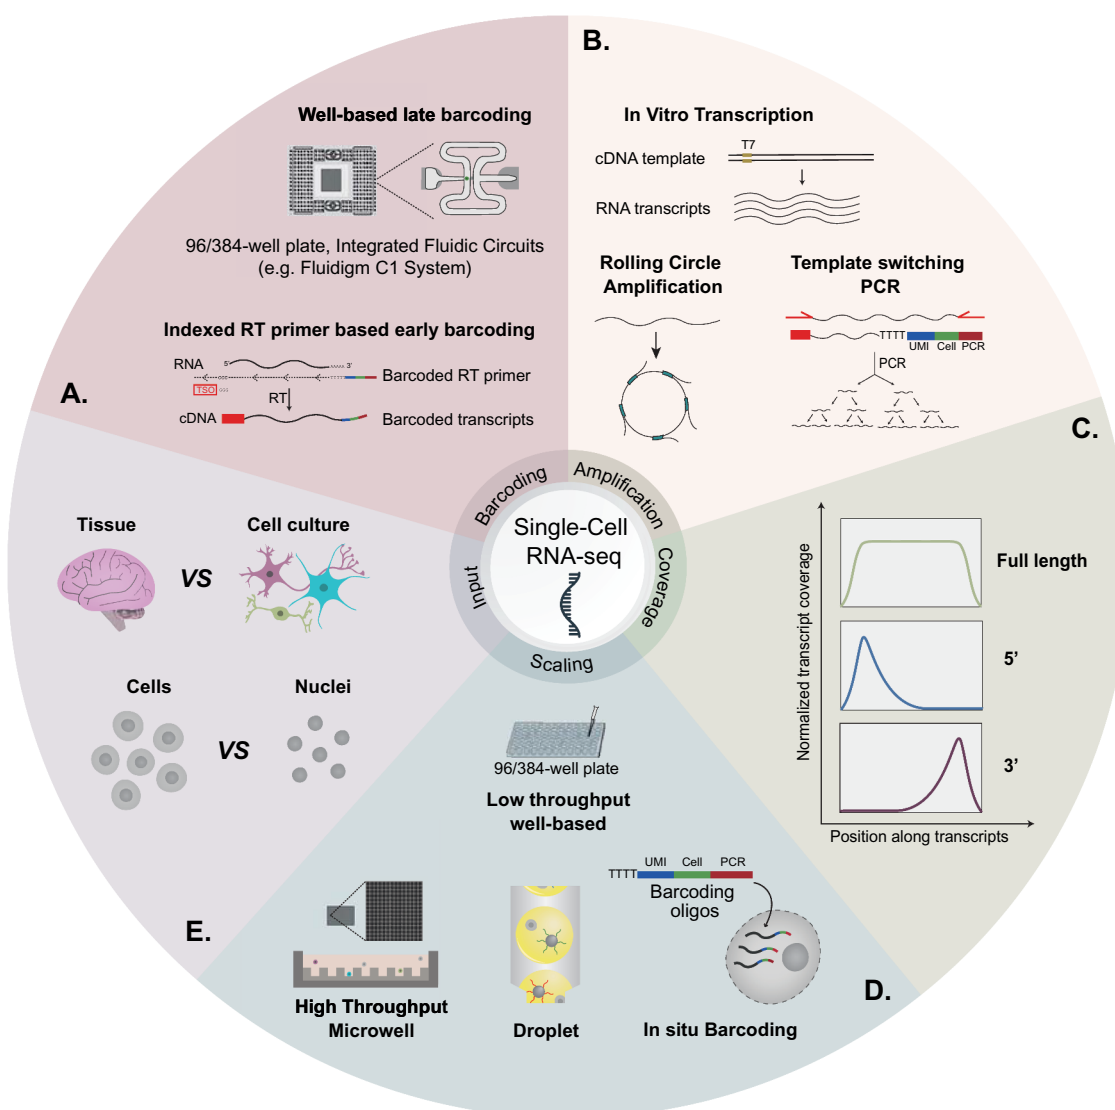 A.
Well-based late barcoding
96/384-well plate, Integrated Fluidic Circuits
(e.g. Fluidigm C1 System)
Indexed RT primer based early barcoding
RNA
5'
AAAAA 3'
TTTTT
Barcoded RT primer
TSO
RT
cDNA
Barcoded transcripts
B.
In Vitro Transcription
T7
cDNA template
RNA transcripts
Rolling Circle
Amplification
Template switching
PCR
TTTT
UMI Cell PCR
PCR
C.
Normalized transcript coverage
Full length
5’
3’
Position along transcripts
D.
96/384-well plate
Low throughput
well-based
UMI Cell PCR
TTTT
Barcoding
oligos
High Throughput
Microwell
Droplet
In situ Barcoding
E.
Tissue
VS
Cell culture
Cells
VS
Nuclei
Barcoding
Amplification
Coverage
Scaling
Input
Single-Cell
RNA-seq